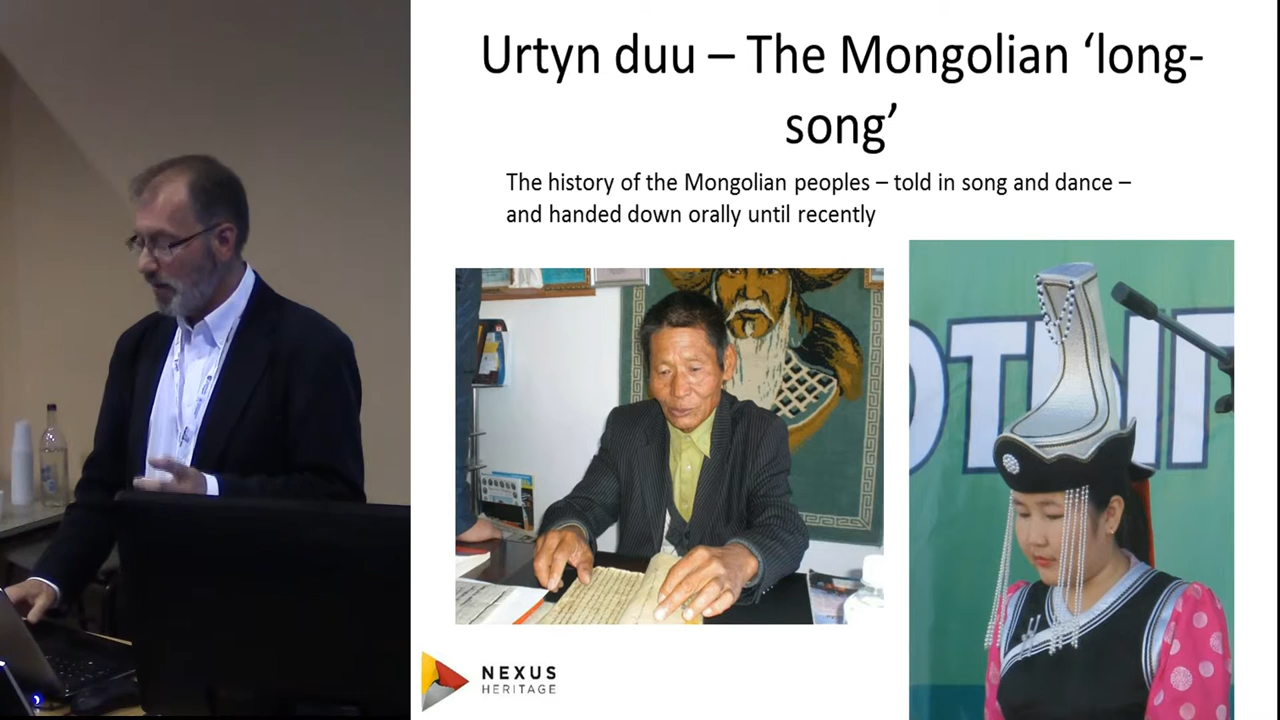 Urtyn duu – The Mongolian ‘long-
song’
The history of the Mongolian peoples – told in song and dance –
and handed down orally until recently
NEXUS
HERITAGE